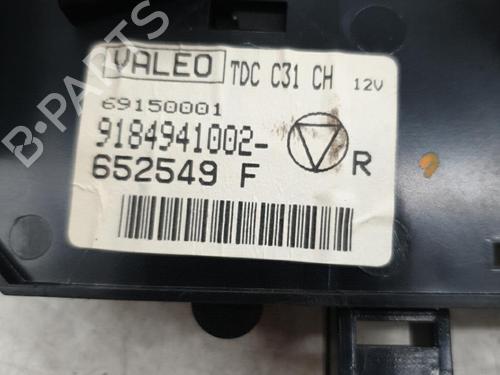 B-PARTS
VALEO TDC C31 CH 12V
69150001
9184941002-
652549 F
R